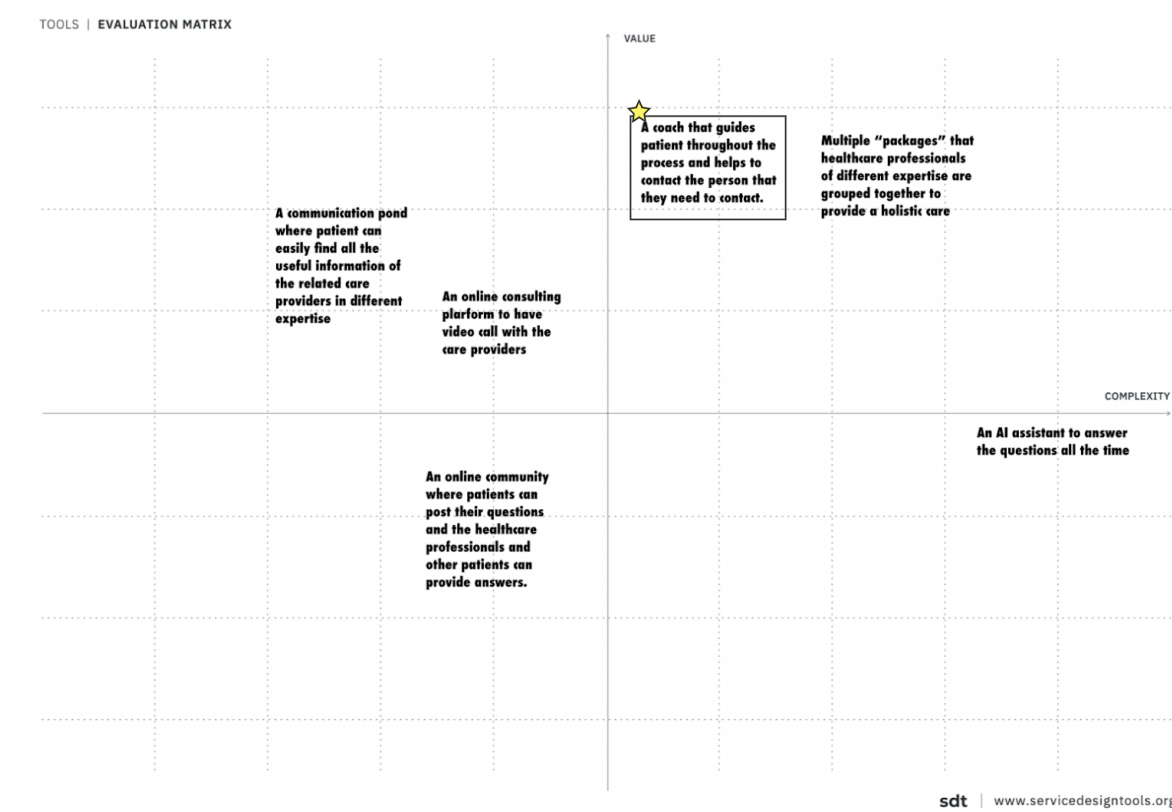 TOOLS | EVALUATION MATRIX
VALUE
A coach that guides
patient throughout the
process and helps to
contact the person that
they need to contact.
Multiple “packages” that
healthcare professionals
of different expertise are
grouped together to
provide a holistic care
A communication pond
where patient can
easily find all the
useful information of
the related care
providers in different
expertise
An online consulting
plarform to have
video call with the
care providers
COMPLEXITY
An AI assistant to answer
the questions all the time
An online community
where patients can
post their questions
and the healthcare
professionals and
other patients can
provide answers.
sdt | www.servicedesigntools.org